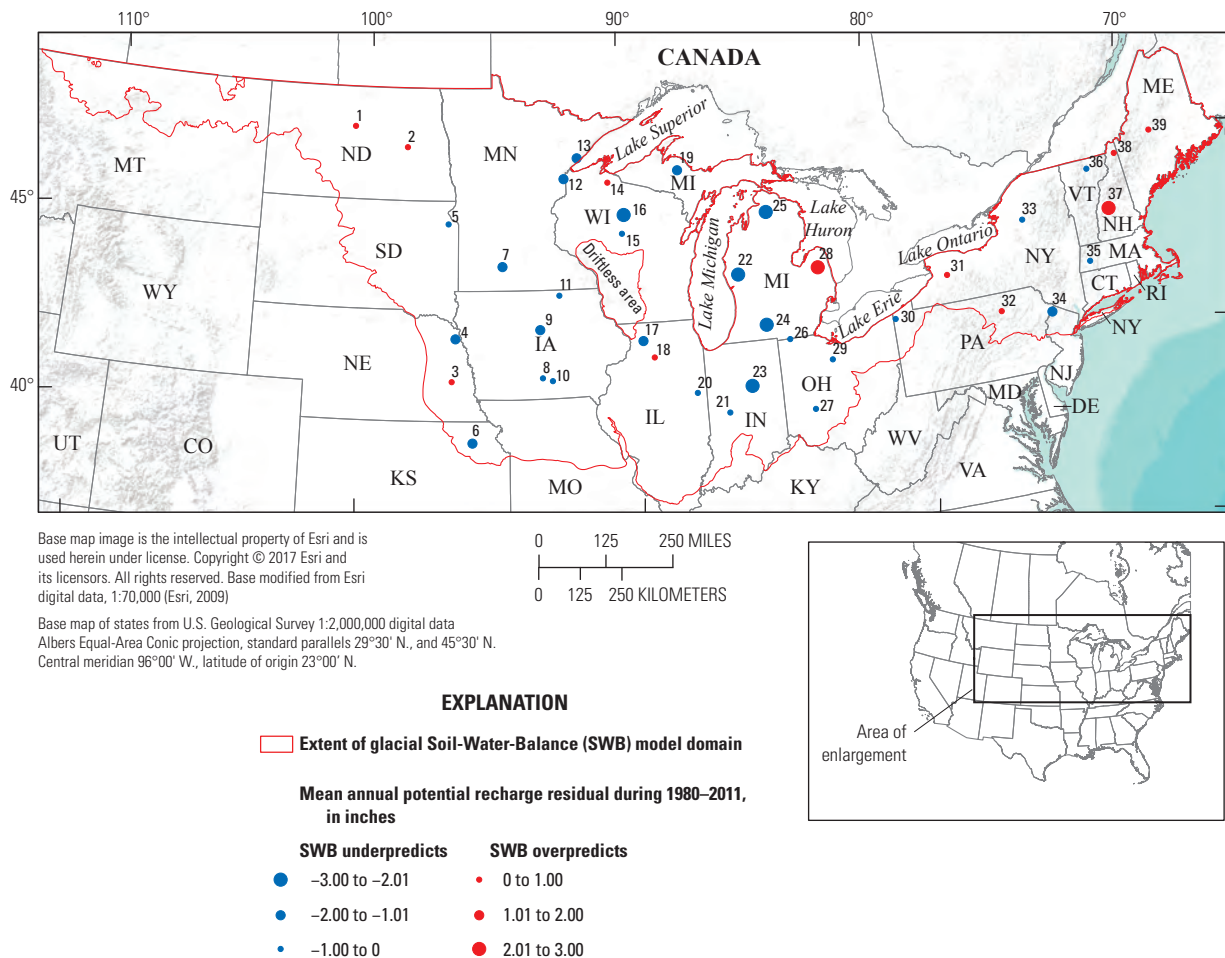 110°
100°
90°
80°
70°
CANADA
ME
39
38
36
37
VT
NH
1
2
ND
MN
13
Lake Superior
12
14
19
MI
MT
45°
5
SD
WI
16
15
25
Lake Huron
33
NY
Lake Ontario
35
MA
CT
RI
NY
7
Driftless area
Lake Michigan
22
MI
28
31
Lake Erie
32
34
WY
11
9
IA
24
26
30
PA
4
17
18
NE
3
8
10
29
NJ
40°
IL
20
23
21
IN
OH
27
MD
DE
UT
CO
6
KS
MO
KY
WV
VA
Base map image is the intellectual property of Esri and is
used herein under license. Copyright © 2017 Esri and
its licensors. All rights reserved. Base modified from Esri
digital data, 1:70,000 (Esri, 2009)
Base map of states from U.S. Geological Survey 1:2,000,000 digital data
Albers Equal-Area Conic projection, standard parallels 29°30' N., and 45°30' N.
Central meridian 96°00' W., latitude of origin 23°00' N.
0 125 250 MILES
0 125 250 KILOMETERS
Area of
enlargement
EXPLANATION
Extent of glacial Soil-Water-Balance (SWB) model domain
Mean annual potential recharge residual during 1980–2011,
in inches
SWB underpredicts SWB overpredicts
−3.00 to −2.01 0 to 1.00
−2.00 to −1.01 1.01 to 2.00
−1.00 to 0 2.01 to 3.00